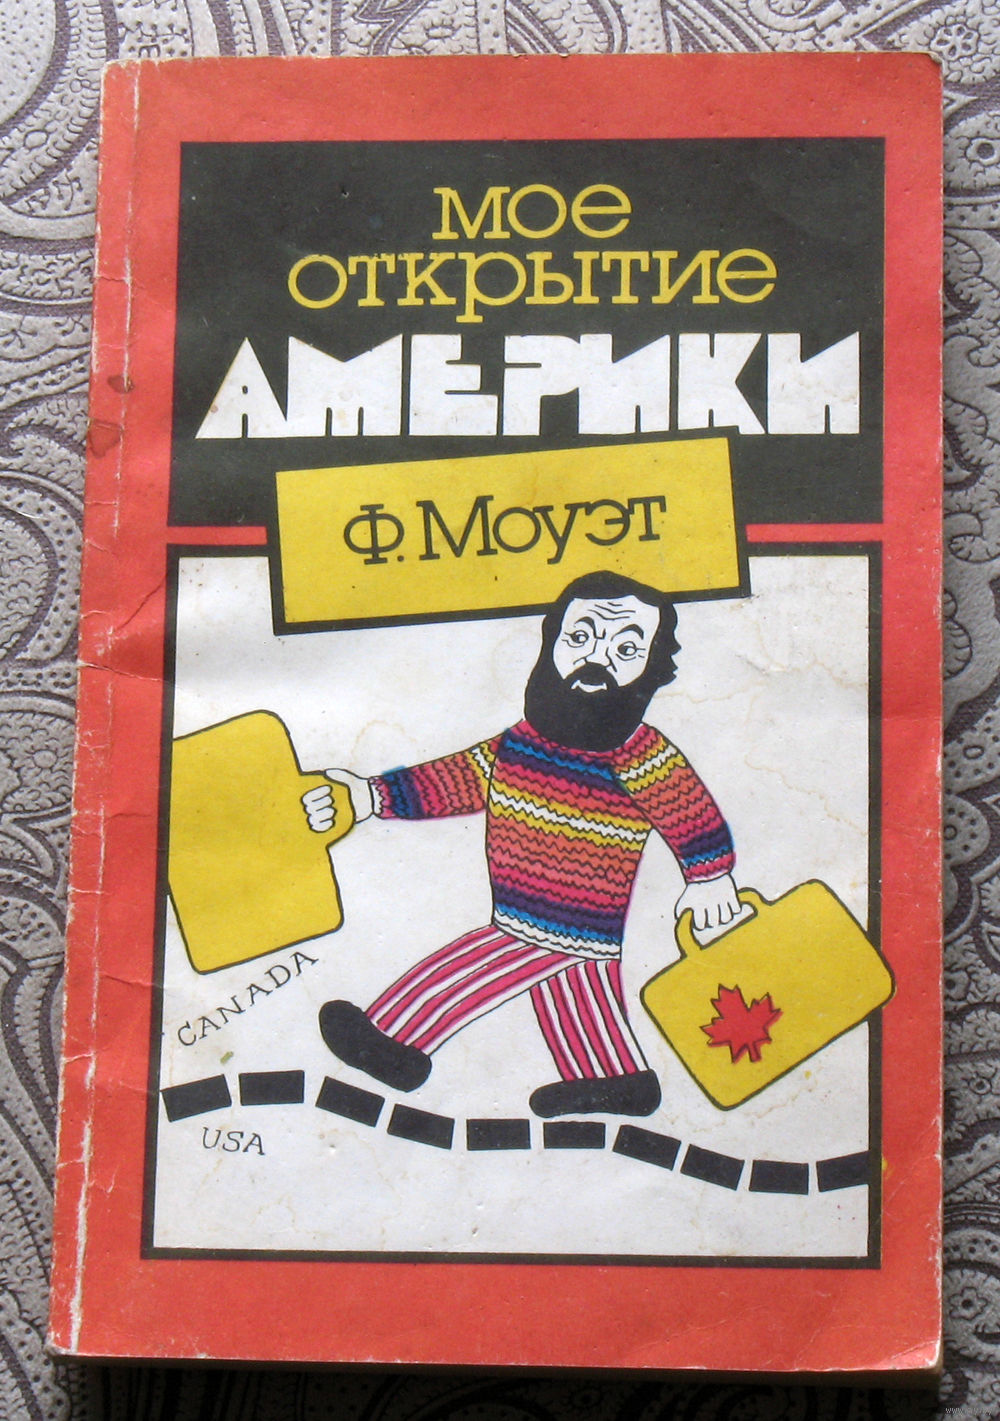 мое
открытие
АМЕРИКИ
Ф. Моуэт
CANADA
USA